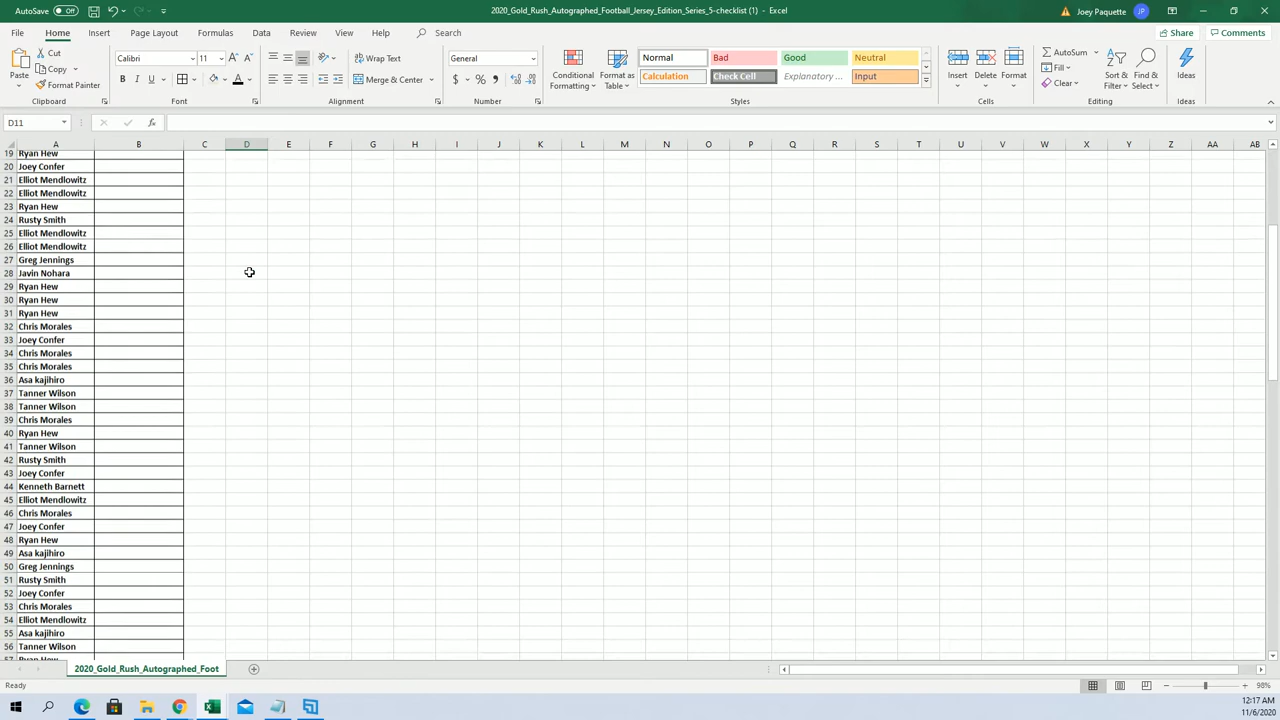 AutoSave Off 2020_Gold_Rush_Autographed_Football_Jersey_Edition_Series_5-checklist (1) - Excel Joey Paquette JP
File Home Insert Page Layout Formulas Data Review View Help Search Share Comments
Paste Cut Copy Format Painter Clipboard
Calibri 11 B I U Font
Wrap Text Merge & Center Alignment
General $ % Number
Conditional Formatting Format as Table
Normal Bad Good Neutral
Calculation Check Cell Explanatory ... Input
Styles
Insert Delete Format Cells
AutoSum Fill Clear Sort & Filter Find & Select Editing
Ideas Ideas
D11 fx
A B C D E F G H I J K L M N O P Q R S T U V W X Y Z AA AB
19 Ryan Hew
20 Joey Confer
21 Elliot Mendlowitz
22 Elliot Mendlowitz
23 Ryan Hew
24 Rusty Smith
25 Elliot Mendlowitz
26 Elliot Mendlowitz
27 Greg Jennings
28 Javin Nohara
29 Ryan Hew
30 Ryan Hew
31 Ryan Hew
32 Chris Morales
33 Joey Confer
34 Chris Morales
35 Chris Morales
36 Asa kajihiro
37 Tanner Wilson
38 Tanner Wilson
39 Chris Morales
40 Ryan Hew
41 Tanner Wilson
42 Rusty Smith
43 Joey Confer
44 Kenneth Barnett
45 Elliot Mendlowitz
46 Chris Morales
47 Joey Confer
48 Ryan Hew
49 Asa kajihiro
50 Greg Jennings
51 Rusty Smith
52 Joey Confer
53 Chris Morales
54 Elliot Mendlowitz
55 Asa kajihiro
56 Tanner Wilson
57 Ryan Hew
2020_Gold_Rush_Autographed_Foot
Ready 98%
12:17 AM
11/6/2020